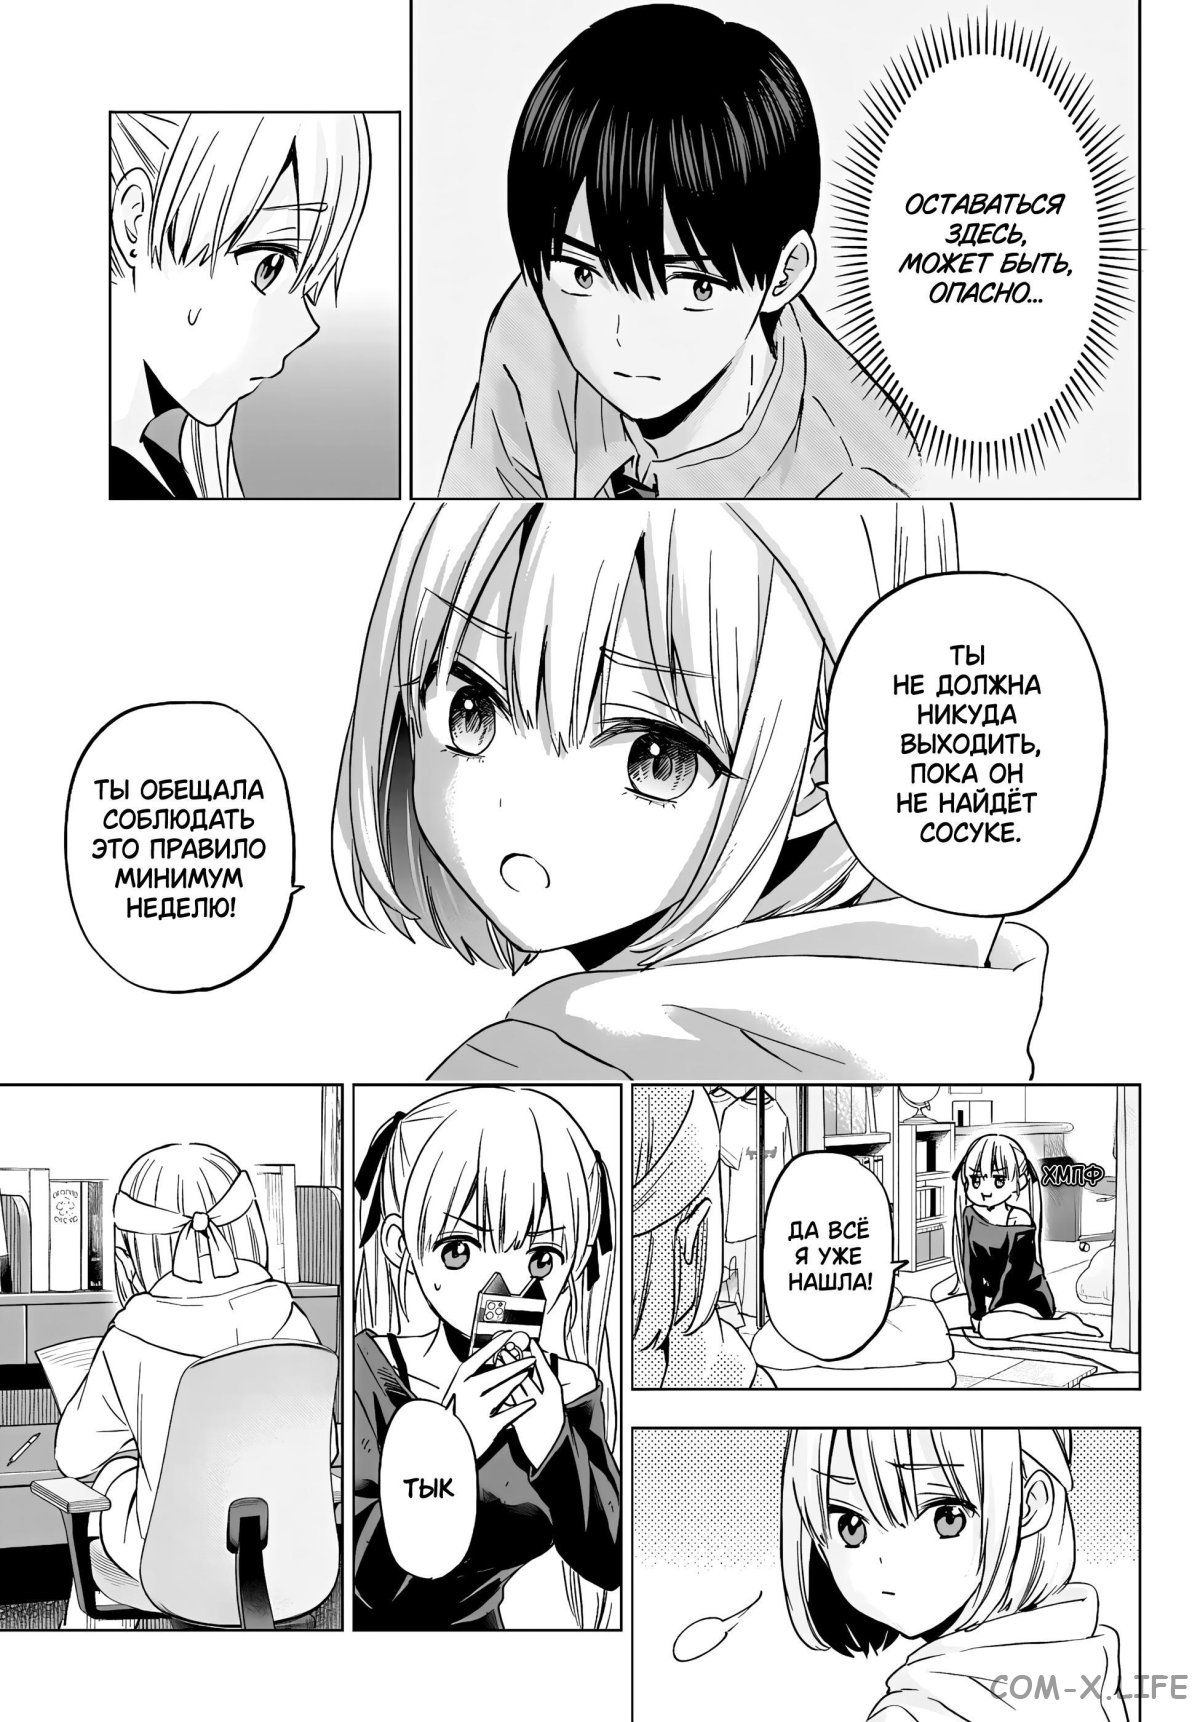 ОСТАВАТЬСЯ
ЗДЕСЬ,
МОЖЕТ БЫТЬ,
ОПАСНО...
ТЫ
НЕ ДОЛЖНА
НИКУДА
ВЫХОДИТЬ,
ПОКА ОН
НЕ НАЙДЁТ
СОСУКЕ.
ТЫ ОБЕЩАЛА
СОБЛЮДАТЬ
ЭТО ПРАВИЛО
МИНИМУМ
НЕДЕЛЮ!
ХМПФ
ДА ВСЁ
Я УЖЕ
НАШЛА!
ТЫК
COM-X.LIFE